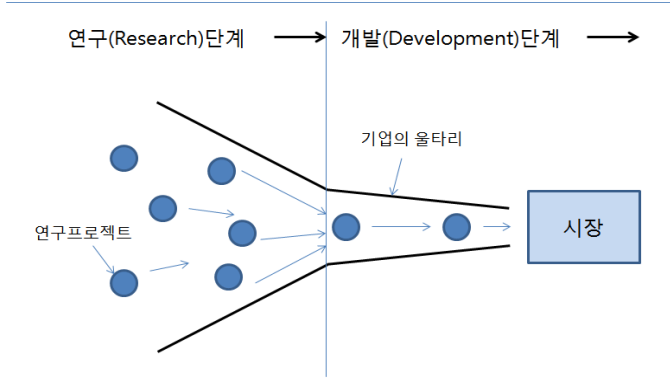 연구(Research)단계
개발(Development)단계
기업의 울타리
연구프로젝트
시장